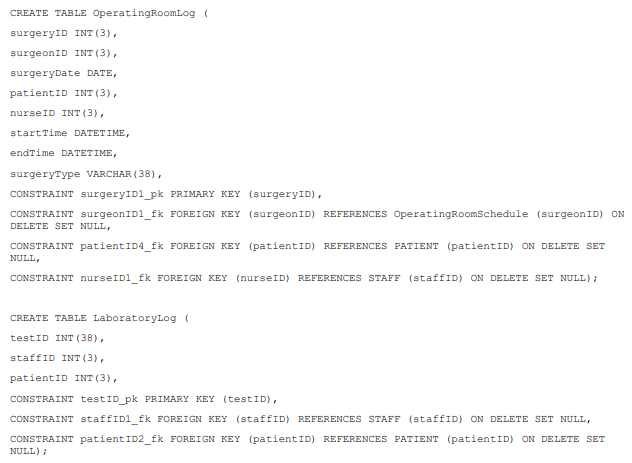 CREATE TABLE OperatingRoomLog (
surgeryID INT(3),
surgeonID INT(3),
surgeryDate DATE,
patientID INT(3),
nurseID INT(3),
startTime DATETIME,
endTime DATETIME,
surgeryType VARCHAR(38),
CONSTRAINT surgeryID1_pk PRIMARY KEY (surgeryID),
CONSTRAINT surgeonID1_fk FOREIGN KEY (surgeonID) REFERENCES OperatingRoomSchedule (surgeonID) ON
DELETE SET NULL,
CONSTRAINT patientID4_fk FOREIGN KEY (patientID) REFERENCES PATIENT (patientID) ON DELETE SET
NULL,
CONSTRAINT nurseID1_fk FOREIGN KEY (nurseID) REFERENCES STAFF (staffID) ON DELETE SET NULL);
CREATE TABLE LaboratoryLog (
testID INT(38),
staffID INT(3),
patientID INT(3),
CONSTRAINT testID_pk PRIMARY KEY (testID),
CONSTRAINT staffID1_fk FOREIGN KEY (staffID) REFERENCES STAFF (staffID) ON DELETE SET NULL,
CONSTRAINT patientID2_fk FOREIGN KEY (patientID) REFERENCES PATIENT (patientID) ON DELETE SET
NULL);